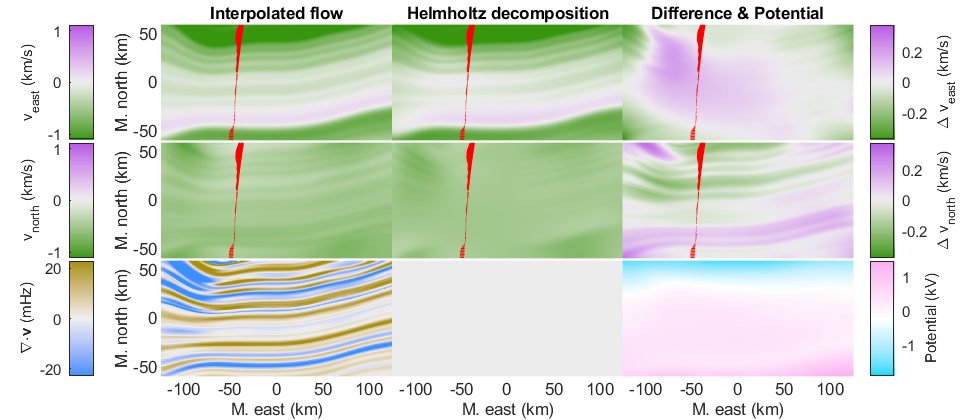 Interpolated flow
Helmholtz decomposition
Difference & Potential
1
0
-1
v_east (km/s)
M. north (km)
50
0
-50
0.2
0
-0.2
Δ v_east (km/s)
1
0
-1
v_north (km/s)
M. north (km)
50
0
-50
0.2
0
-0.2
Δ v_north (km/s)
20
0
-20
∇·v (mHz)
M. north (km)
50
0
-50
1
0
-1
Potential (kV)
-100 -50 0 50 100
-100 -50 0 50 100
-100 -50 0 50 100
M. east (km)
M. east (km)
M. east (km)